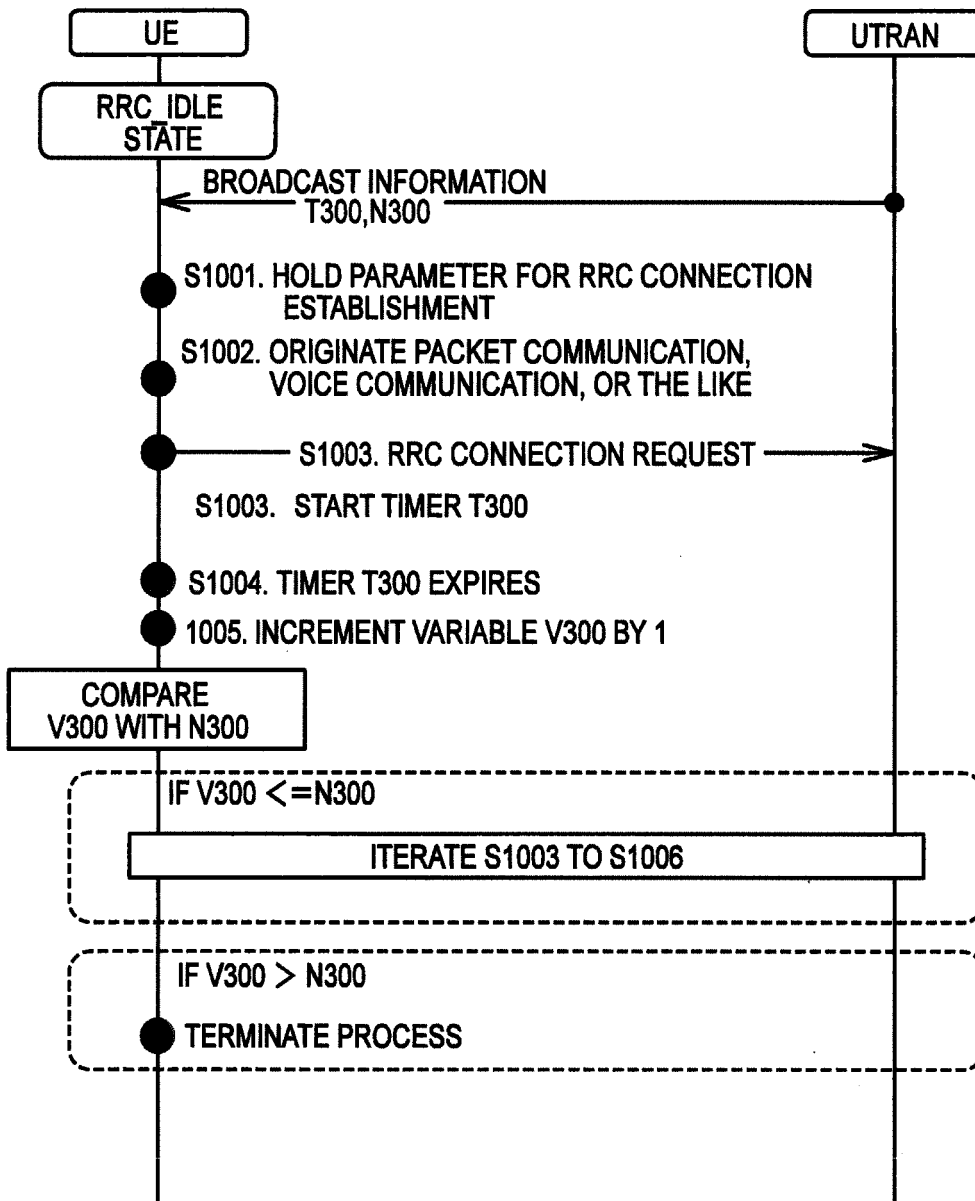 UE
UTRAN
RRC_IDLE
STATE
BROADCAST INFORMATION
T300,N300
S1001. HOLD PARAMETER FOR RRC CONNECTION
ESTABLISHMENT
S1002. ORIGINATE PACKET COMMUNICATION,
VOICE COMMUNICATION, OR THE LIKE
S1003. RRC CONNECTION REQUEST
S1003. START TIMER T300
S1004. TIMER T300 EXPIRES
1005. INCREMENT VARIABLE V300 BY 1
COMPARE
V300 WITH N300
IF V300 <=N300
ITERATE S1003 TO S1006
IF V300 > N300
TERMINATE PROCESS